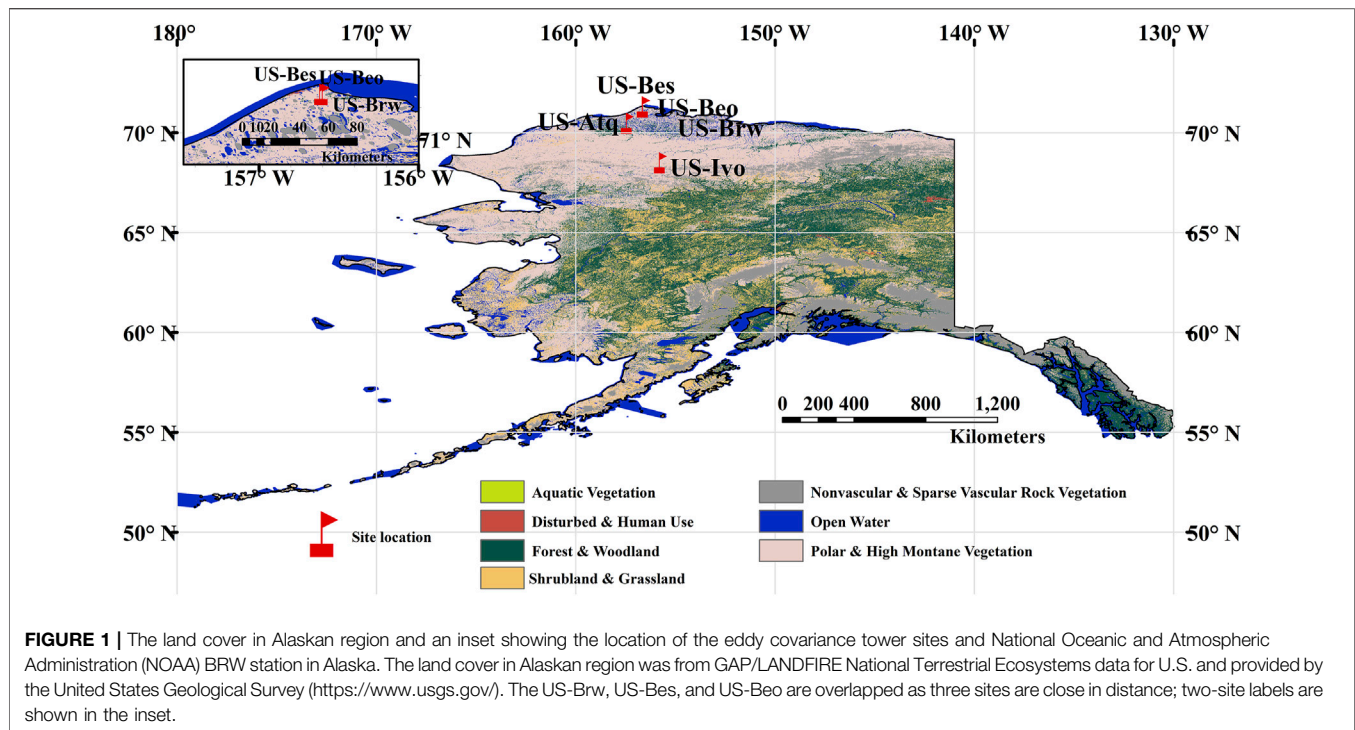 180° W
170° W
160° W
150° W
140° W
130° W
US-Bes
US-Beo
US-Brw
0 10 20 40 60 80
Kilometers
71° N
157° W
156° W
US-Bes
US-Beo
US-Atq
US-Brw
US-Ivo
70° N
70° N
65° N
65° N
60° N
60° N
0 200 400 800 1,200
Kilometers
55° N
55° N
50° N
50° N
Site location
Aquatic Vegetation
Disturbed & Human Use
Forest & Woodland
Shrubland & Grassland
Nonvascular & Sparse Vascular Rock Vegetation
Open Water
Polar & High Montane Vegetation
FIGURE 1 | The land cover in Alaskan region and an inset showing the location of the eddy covariance tower sites and National Oceanic and Atmospheric
Administration (NOAA) BRW station in Alaska. The land cover in Alaskan region was from GAP/LANDFIRE National Terrestrial Ecosystems data for U.S. and provided by
the United States Geological Survey (https://www.usgs.gov/). The US-Brw, US-Bes, and US-Beo are overlapped as three sites are close in distance; two-site labels are
shown in the inset.